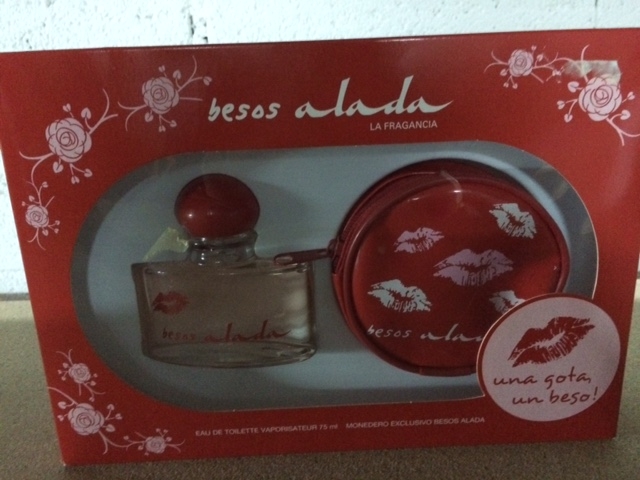 besos alada
LA FRAGANCIA
besos alada
besos ala
una gota,
un beso!
EAU DE TOILETTE VAPORISATEUR 75 ml MONEDERO EXCLUSIVO BESOS ALADA